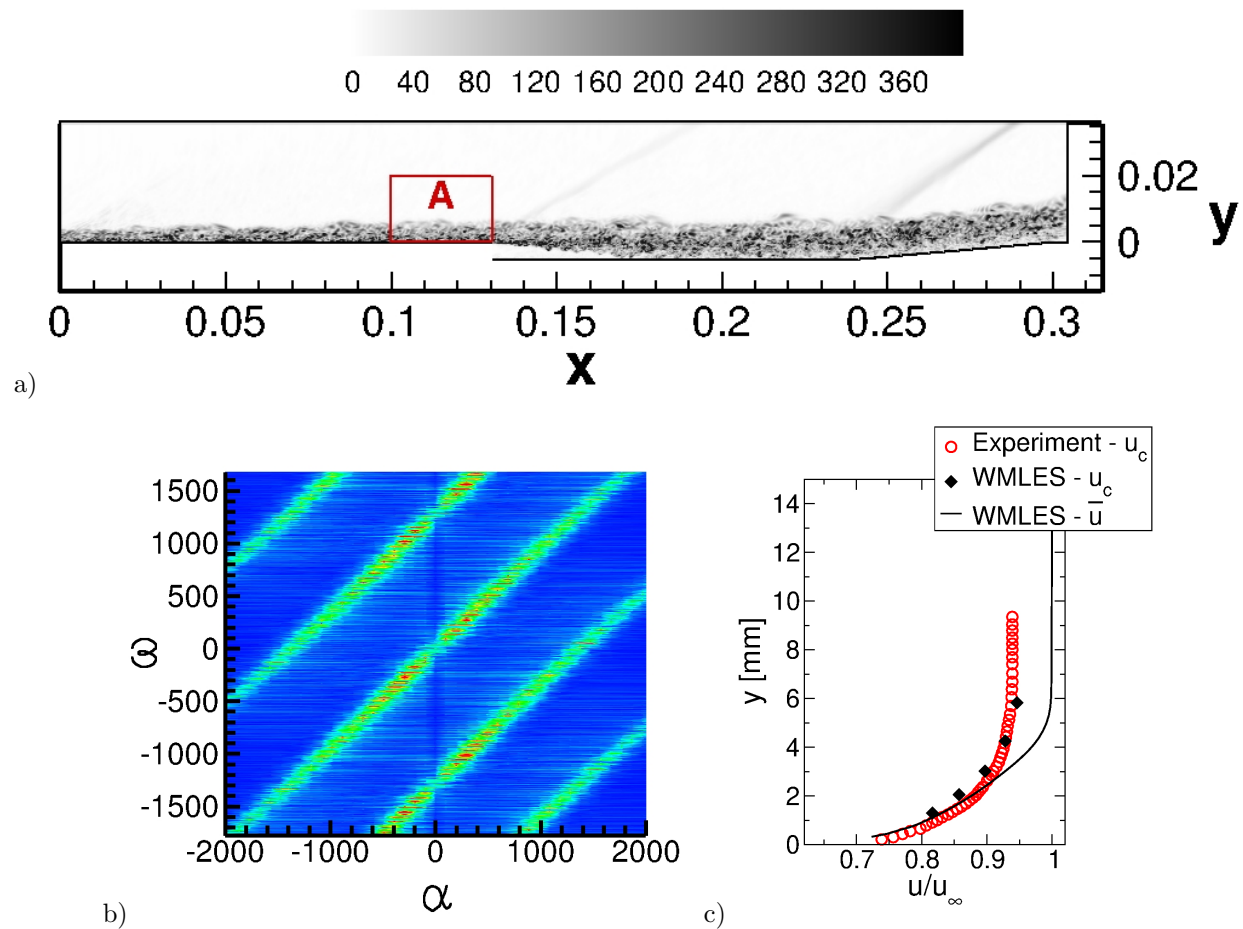 0 40 80 120 160 200 240 280 320 360
A
0.02
y
0
0 0.05 0.1 0.15 0.2 0.25 0.3
x
a)
Experiment - u_c
WMLES - u_c
WMLES - u̅
1500
1000
500
0
-500
-1000
-1500
ω
-2000 -1000 0 1000 2000
α
b)
14
12
10
8
6
4
2
0
y [mm]
0.7 0.8 0.9 1
u/u_∞
c)